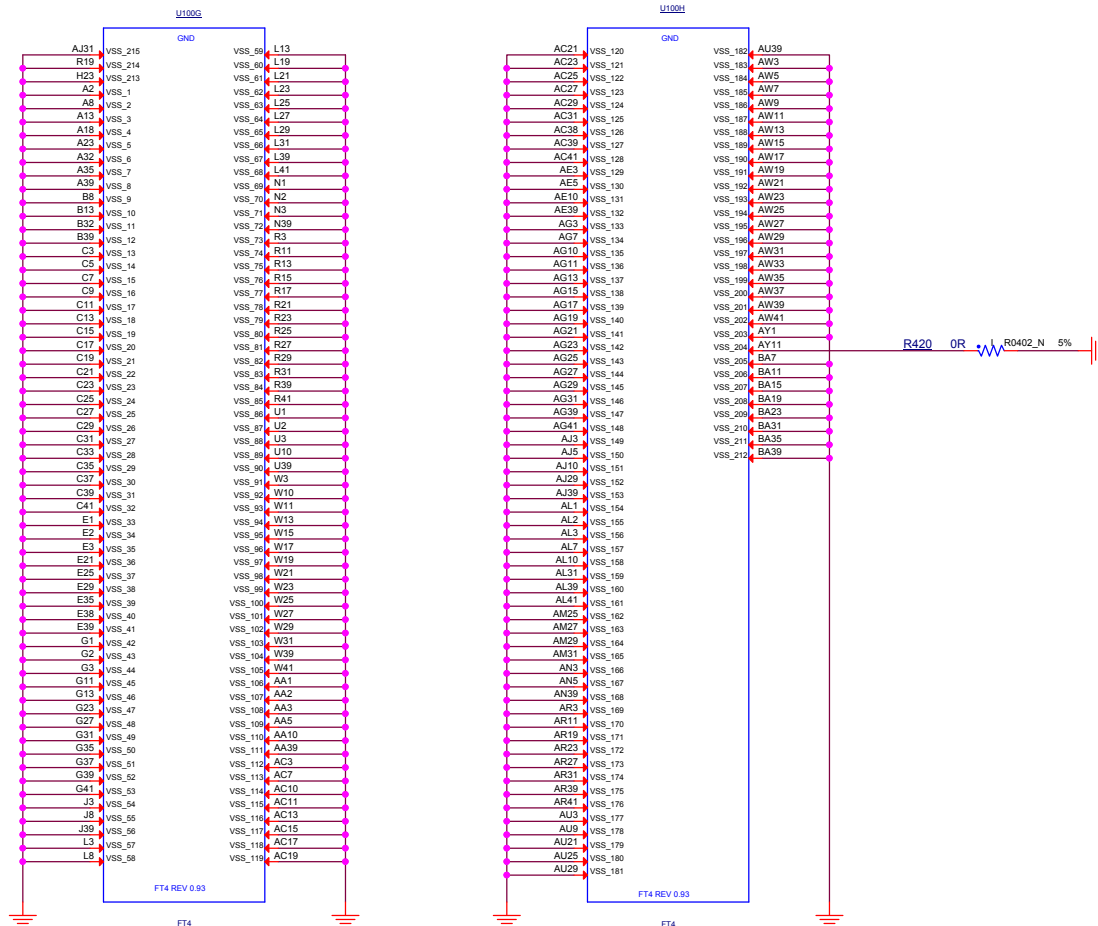 U100G
GND
AJ31 VSS_215 VSS_59 L13
R19 VSS_214 VSS_60 L19
H23 VSS_213 VSS_61 L21
A2 VSS_1 VSS_62 L23
A8 VSS_2 VSS_63 L25
A13 VSS_3 VSS_64 L27
A18 VSS_4 VSS_65 L29
A23 VSS_5 VSS_66 L31
A32 VSS_6 VSS_67 L39
A35 VSS_7 VSS_68 L41
A39 VSS_8 VSS_69 N1
B8 VSS_9 VSS_70 N2
B13 VSS_10 VSS_71 N3
B32 VSS_11 VSS_72 N39
B39 VSS_12 VSS_73 R3
C3 VSS_13 VSS_74 R11
C5 VSS_14 VSS_75 R13
C7 VSS_15 VSS_76 R15
C9 VSS_16 VSS_77 R17
C11 VSS_17 VSS_78 R21
C13 VSS_18 VSS_79 R23
C15 VSS_19 VSS_80 R25
C17 VSS_20 VSS_81 R27
C19 VSS_21 VSS_82 R29
C21 VSS_22 VSS_83 R31
C23 VSS_23 VSS_84 R39
C25 VSS_24 VSS_85 R41
C27 VSS_25 VSS_86 U1
C29 VSS_26 VSS_87 U2
C31 VSS_27 VSS_88 U3
C33 VSS_28 VSS_89 U10
C35 VSS_29 VSS_90 U39
C37 VSS_30 VSS_91 W3
C39 VSS_31 VSS_92 W10
C41 VSS_32 VSS_93 W11
E1 VSS_33 VSS_94 W13
E2 VSS_34 VSS_95 W15
E3 VSS_35 VSS_96 W17
E21 VSS_36 VSS_97 W19
E25 VSS_37 VSS_98 W21
E29 VSS_38 VSS_99 W23
E35 VSS_39 VSS_100 W25
E38 VSS_40 VSS_101 W27
E39 VSS_41 VSS_102 W29
G1 VSS_42 VSS_103 W31
G2 VSS_43 VSS_104 W39
G3 VSS_44 VSS_105 W41
G11 VSS_45 VSS_106 AA1
G13 VSS_46 VSS_107 AA2
G23 VSS_47 VSS_108 AA3
G27 VSS_48 VSS_109 AA5
G31 VSS_49 VSS_110 AA10
G35 VSS_50 VSS_111 AA39
G37 VSS_51 VSS_112 AC3
G39 VSS_52 VSS_113 AC7
G41 VSS_53 VSS_114 AC10
J3 VSS_54 VSS_115 AC11
J8 VSS_55 VSS_116 AC13
J39 VSS_56 VSS_117 AC15
L3 VSS_57 VSS_118 AC17
L8 VSS_58 VSS_119 AC19
FT4 REV 0.93
FT4
U100H
GND
AC21 VSS_120 VSS_182 AU39
AC23 VSS_121 VSS_183 AW3
AC25 VSS_122 VSS_184 AW5
AC27 VSS_123 VSS_185 AW7
AC29 VSS_124 VSS_186 AW9
AC31 VSS_125 VSS_187 AW11
AC38 VSS_126 VSS_188 AW13
AC39 VSS_127 VSS_189 AW15
AC41 VSS_128 VSS_190 AW17
AE3 VSS_129 VSS_191 AW19
AE5 VSS_130 VSS_192 AW21
AE10 VSS_131 VSS_193 AW23
AE39 VSS_132 VSS_194 AW25
AG3 VSS_133 VSS_195 AW27
AG7 VSS_134 VSS_196 AW29
AG10 VSS_135 VSS_197 AW31
AG11 VSS_136 VSS_198 AW33
AG13 VSS_137 VSS_199 AW35
AG15 VSS_138 VSS_200 AW37
AG17 VSS_139 VSS_201 AW39
AG19 VSS_140 VSS_202 AW41
AG21 VSS_141 VSS_203 AY1
AG23 VSS_142 VSS_204 AY11 R420 0R 1 R0402_N 5%
AG25 VSS_143 VSS_205 BA7
AG27 VSS_144 VSS_206 BA11
AG29 VSS_145 VSS_207 BA15
AG31 VSS_146 VSS_208 BA19
AG39 VSS_147 VSS_209 BA23
AG41 VSS_148 VSS_210 BA31
AJ3 VSS_149 VSS_211 BA35
AJ5 VSS_150 VSS_212 BA39
AJ10 VSS_151
AJ29 VSS_152
AJ39 VSS_153
AL1 VSS_154
AL2 VSS_155
AL3 VSS_156
AL7 VSS_157
AL10 VSS_158
AL31 VSS_159
AL39 VSS_160
AL41 VSS_161
AM25 VSS_162
AM27 VSS_163
AM29 VSS_164
AM31 VSS_165
AN3 VSS_166
AN5 VSS_167
AN39 VSS_168
AR3 VSS_169
AR11 VSS_170
AR19 VSS_171
AR23 VSS_172
AR27 VSS_173
AR31 VSS_174
AR39 VSS_175
AR41 VSS_176
AU3 VSS_177
AU9 VSS_178
AU21 VSS_179
AU25 VSS_180
AU29 VSS_181
FT4 REV 0.93
FT4